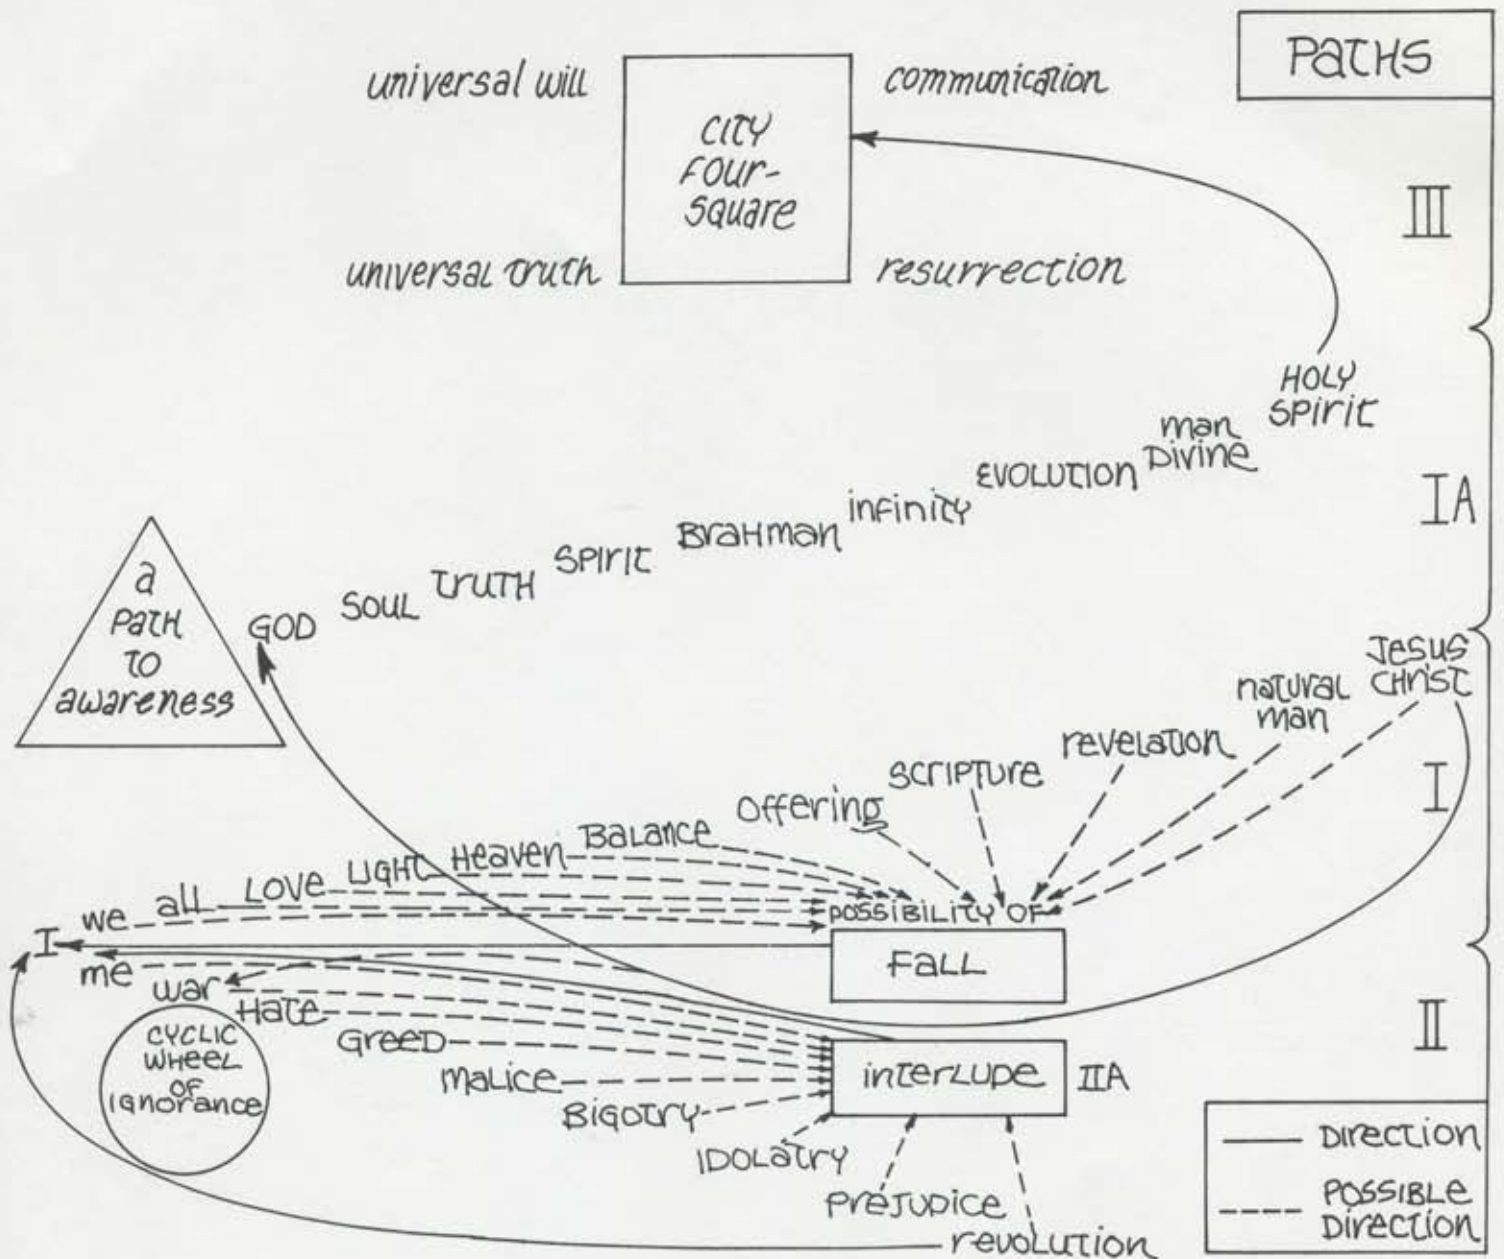 PATHS
universal will
communication
CITY
FOUR-
SQUARE
III
universal truth
resurrection
HOLY
SPIRIT
man
Divine
EVOLUTION
infinity
BRAHMAN
SPIRIT
TRUTH
SOUL
GOD
IA
a
PATH
TO
awareness
JESUS
CHRIST
natural
man
revelation
SCRIPTURE
Offering
BALANCE
HEAVEN
LIGHT
LOVE
all
we
I
I
POSSIBILITY OF
FALL
me
war
HATE
GREED
MALICE
BIGOTRY
IDOLATRY
PREJUDICE
revolution
INTERLUDE
IIA
II
CYCLIC
WHEEL
OF
IGNORANCE
DIRECTION
POSSIBLE
DIRECTION